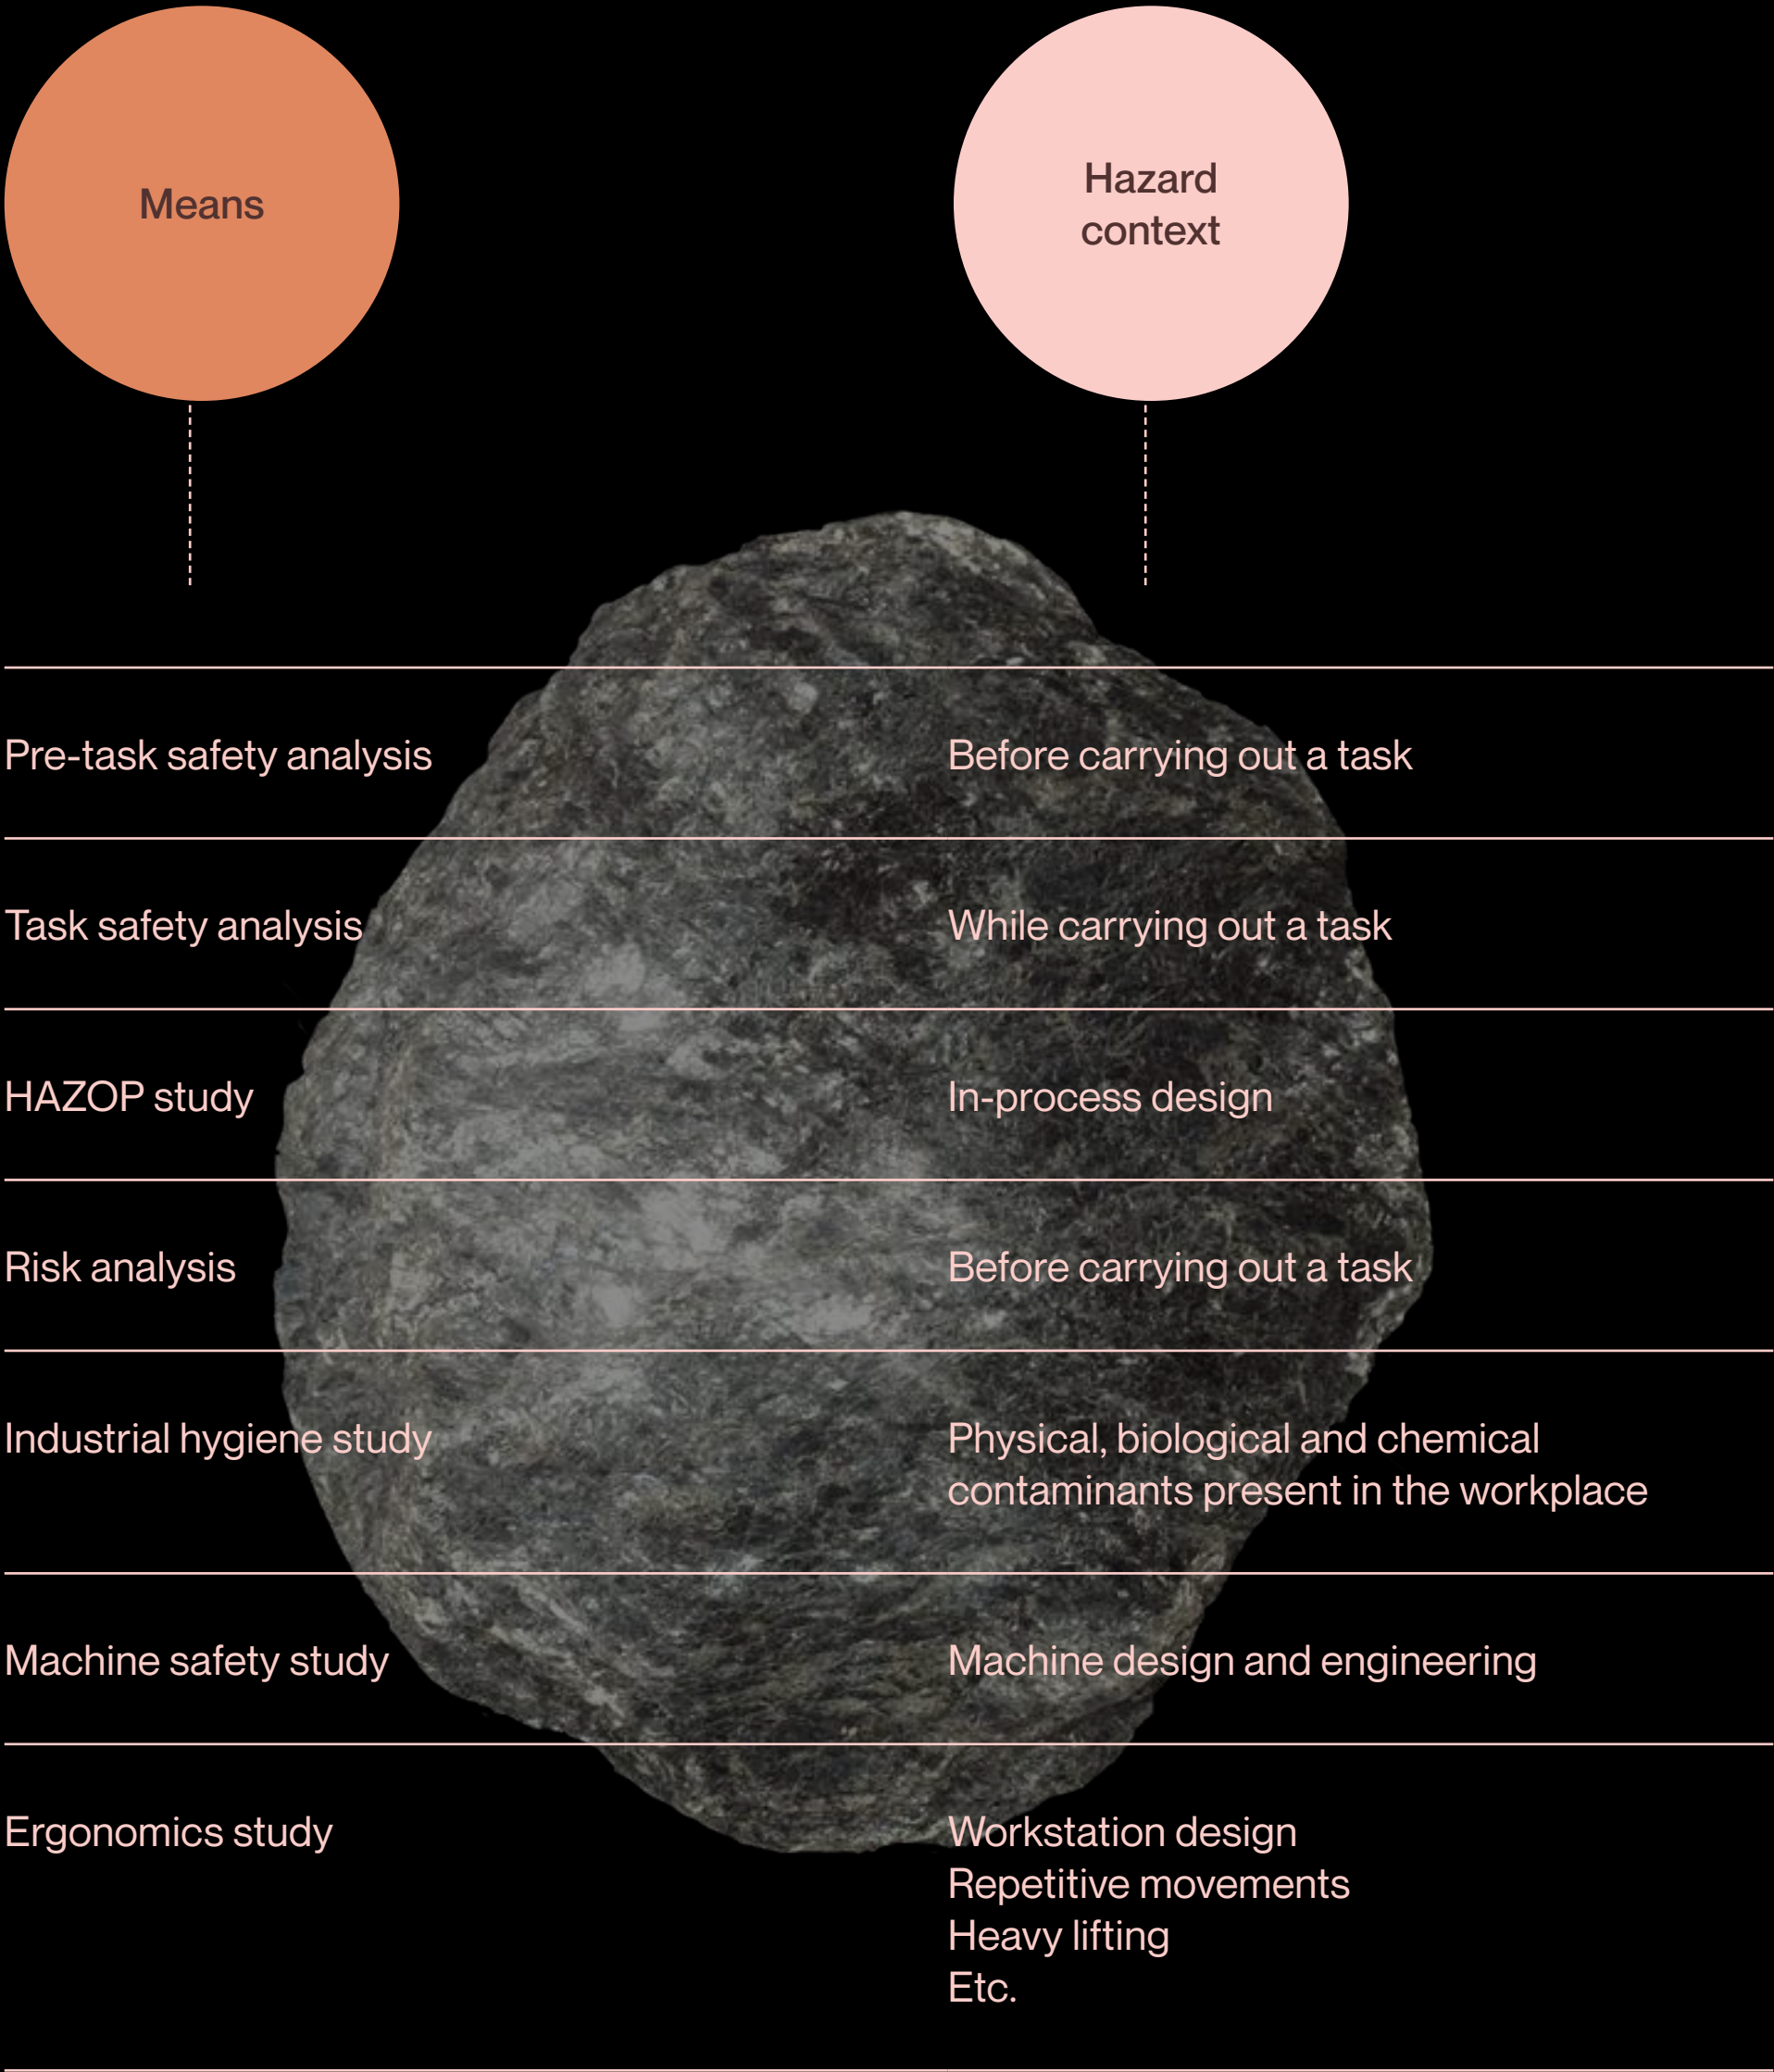 Means
Hazard
context
Pre-task safety analysis
Before carrying out a task
Task safety analysis
While carrying out a task
HAZOP study
In-process design
Risk analysis
Before carrying out a task
Industrial hygiene study
Physical, biological and chemical
contaminants present in the workplace
Machine safety study
Machine design and engineering
Ergonomics study
Workstation design
Repetitive movements
Heavy lifting
Etc.